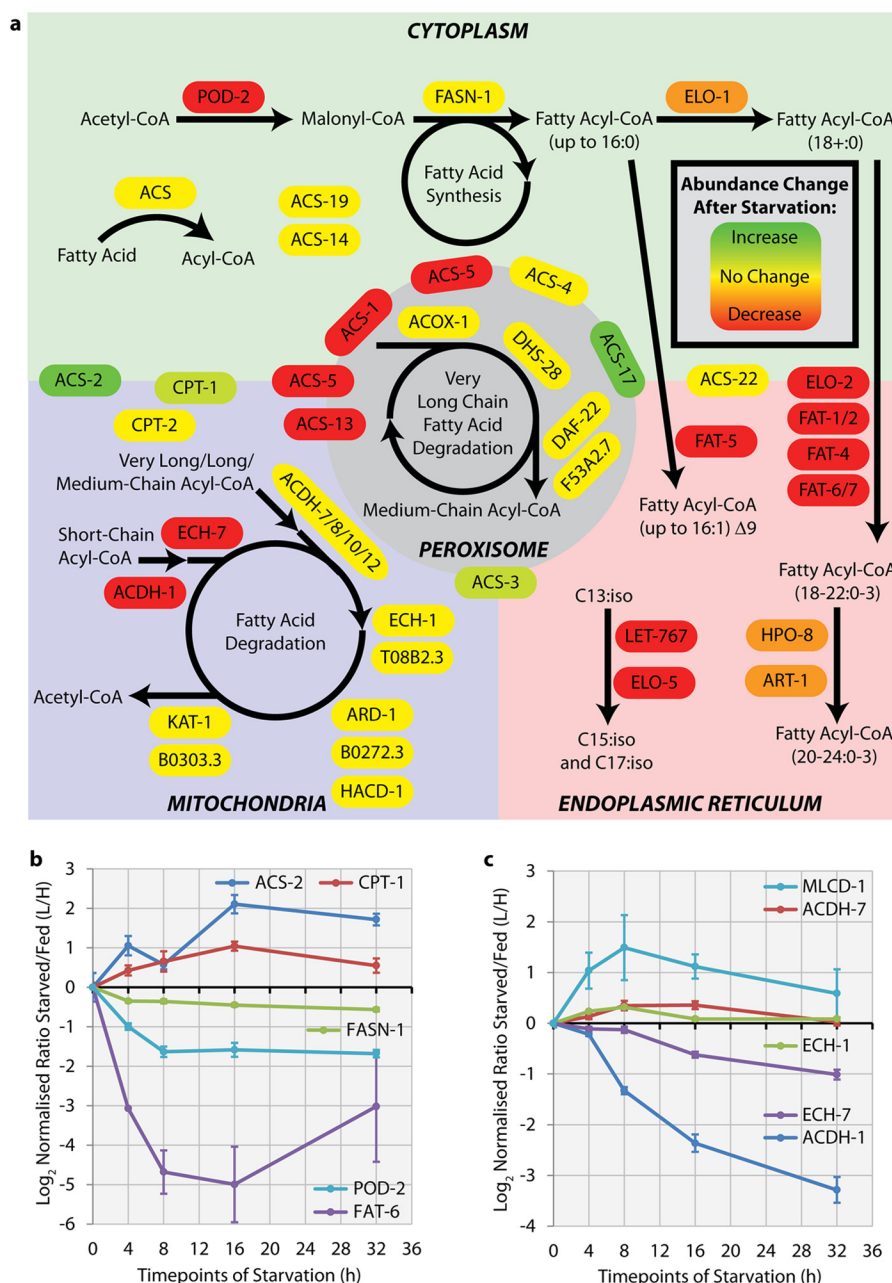 a
CYTOPLASM
POD-2
FASN-1
ELO-1
Acetyl-CoA
Malonyl-CoA
Fatty Acyl-CoA
(up to 16:0)
Fatty Acyl-CoA
(18+:0)
Fatty Acid
Synthesis
ACS
Fatty Acid
Acyl-CoA
ACS-19
ACS-14
Abundance Change
After Starvation:
Increase
No Change
Decrease
ACS-5
ACS-4
ACS-1
ACOX-1
DHS-28
ACS-17
ACS-2
CPT-1
CPT-2
ACS-5
ACS-13
Very
Long Chain
Fatty Acid
Degradation
DAF-22
F53A2.7
Medium-Chain Acyl-CoA
PEROXISOME
ACS-3
ACS-22
ELO-2
FAT-1/2
FAT-4
FAT-6/7
FAT-5
Fatty Acyl-CoA
(up to 16:1) Δ9
Fatty Acyl-CoA
(18-22:0-3)
Very Long/Long/
Medium-Chain Acyl-CoA
ACDH-7/8/10/12
Short-Chain
Acyl-CoA
ECH-7
ACDH-1
Fatty Acid
Degradation
ECH-1
T08B2.3
Acetyl-CoA
KAT-1
B0303.3
ARD-1
B0272.3
HACD-1
MITOCHONDRIA
C13:iso
LET-767
ELO-5
C15:iso
and C17:iso
HPO-8
ART-1
Fatty Acyl-CoA
(20-24:0-3)
ENDOPLASMIC RETICULUM
b
Log2 Normalised Ratio Starved/Fed (L/H)
3
2
1
0
-1
-2
-3
-4
-5
-6
ACS-2
CPT-1
FASN-1
POD-2
FAT-6
0 4 8 12 16 20 24 28 32 36
Timepoints of Starvation (h)
c
Log2 Normalised Ratio Starved/Fed (L/H)
3
2
1
0
-1
-2
-3
-4
MLCD-1
ACDH-7
ECH-1
ECH-7
ACDH-1
0 4 8 12 16 20 24 28 32 36
Timepoints of Starvation (h)